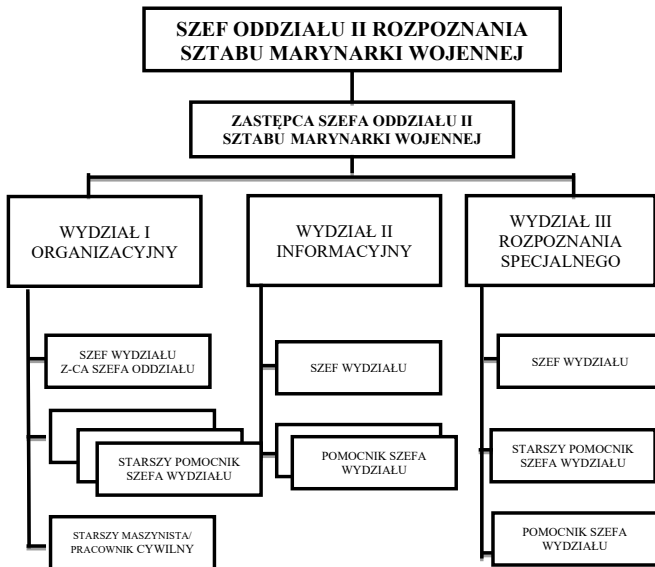 SZEF ODDZIAŁU II ROZPOZNANIA
SZTABU MARYNARKI WOJENNEJ
ZASTĘPCA SZEFA ODDZIAŁU II
SZTABU MARYNARKI WOJENNEJ
WYDZIAŁ I
ORGANIZACYJNY
SZEF WYDZIAŁU
Z-CA SZEFA ODDZIAŁU
STARSZY POMOCNIK
SZEFA WYDZIAŁU
STARSZY MASZYNISTA/
PRACOWNIK CYWILNY
WYDZIAŁ II
INFORMACYJNY
SZEF WYDZIAŁU
POMOCNIK SZEFA
WYDZIAŁU
WYDZIAŁ III
ROZPOZNANIA
SPECJALNEGO
SZEF WYDZIAŁU
STARSZY POMOCNIK
SZEFA WYDZIAŁU
POMOCNIK SZEFA
WYDZIAŁU